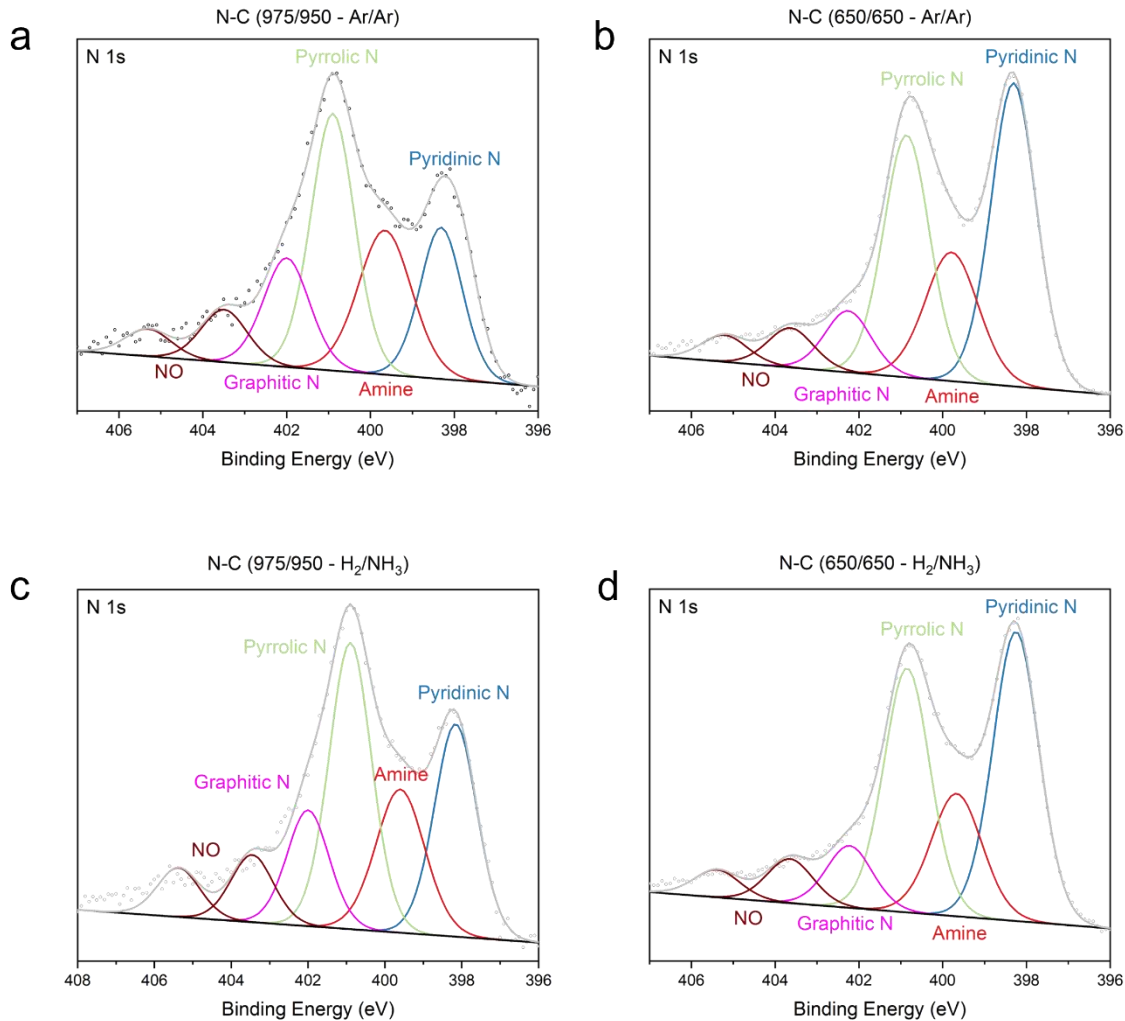 a
N-C (975/950 - Ar/Ar)
N 1s
Pyrrolic N
Pyridinic N
NO
Graphitic N
Amine
406 404 402 400 398 396
Binding Energy (eV)
b
N-C (650/650 - Ar/Ar)
N 1s
Pyridinic N
Pyrrolic N
NO
Graphitic N
Amine
406 404 402 400 398 396
Binding Energy (eV)
c
N-C (975/950 - H₂/NH₃)
N 1s
Pyrrolic N
Pyridinic N
Graphitic N
Amine
NO
408 406 404 402 400 398 396
Binding Energy (eV)
d
N-C (650/650 - H₂/NH₃)
N 1s
Pyridinic N
Pyrrolic N
NO
Graphitic N
Amine
406 404 402 400 398 396
Binding Energy (eV)